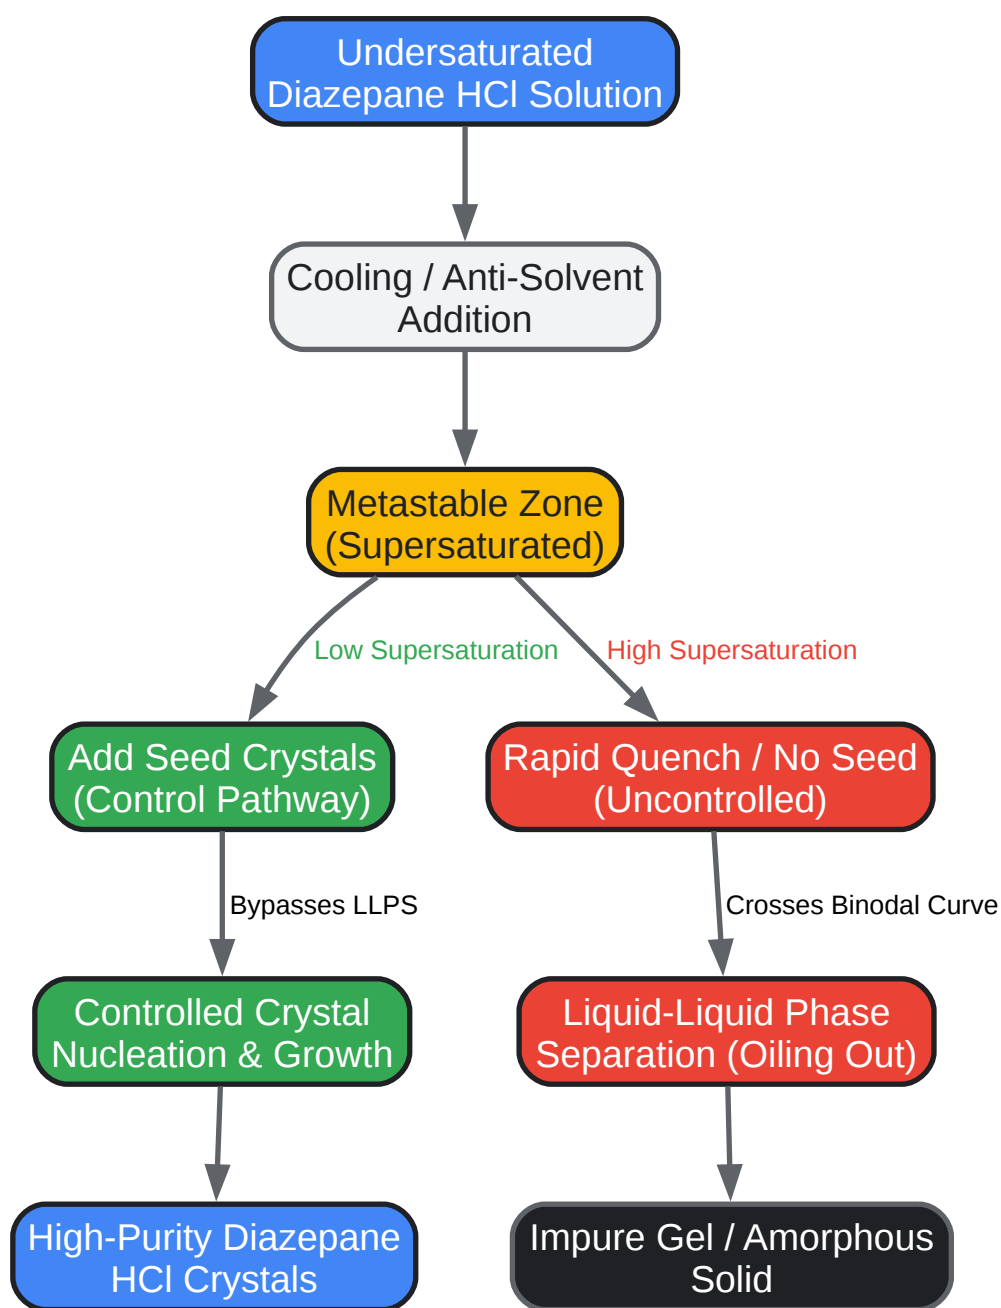 Undersaturated
Diazepane HCl Solution
Cooling / Anti-Solvent
Addition
Metastable Zone
(Supersaturated)
Low Supersaturation
High Supersaturation
Add Seed Crystals
(Control Pathway)
Rapid Quench / No Seed
(Uncontrolled)
Bypasses LLPS
Crosses Binodal Curve
Controlled Crystal
Nucleation & Growth
Liquid-Liquid Phase
Separation (Oiling Out)
High-Purity Diazepane
HCl Crystals
Impure Gel / Amorphous
Solid